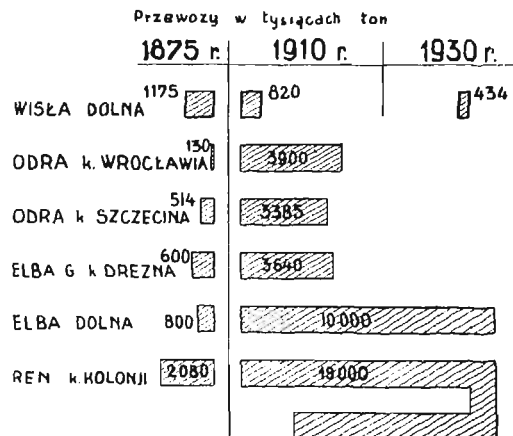 Przewozy w tysiącach ton
1875 r. 1910 r. 1930 r.
WISŁA DOLNA 1175 820 434
ODRA k. WROCŁAWIA 130 3900
ODRA k SZCZECINA 514 3385
ELBA G k DREZNA 600 3640
ELBA DOLNA 800 10000
REN k. KOLONJI 2080 19000